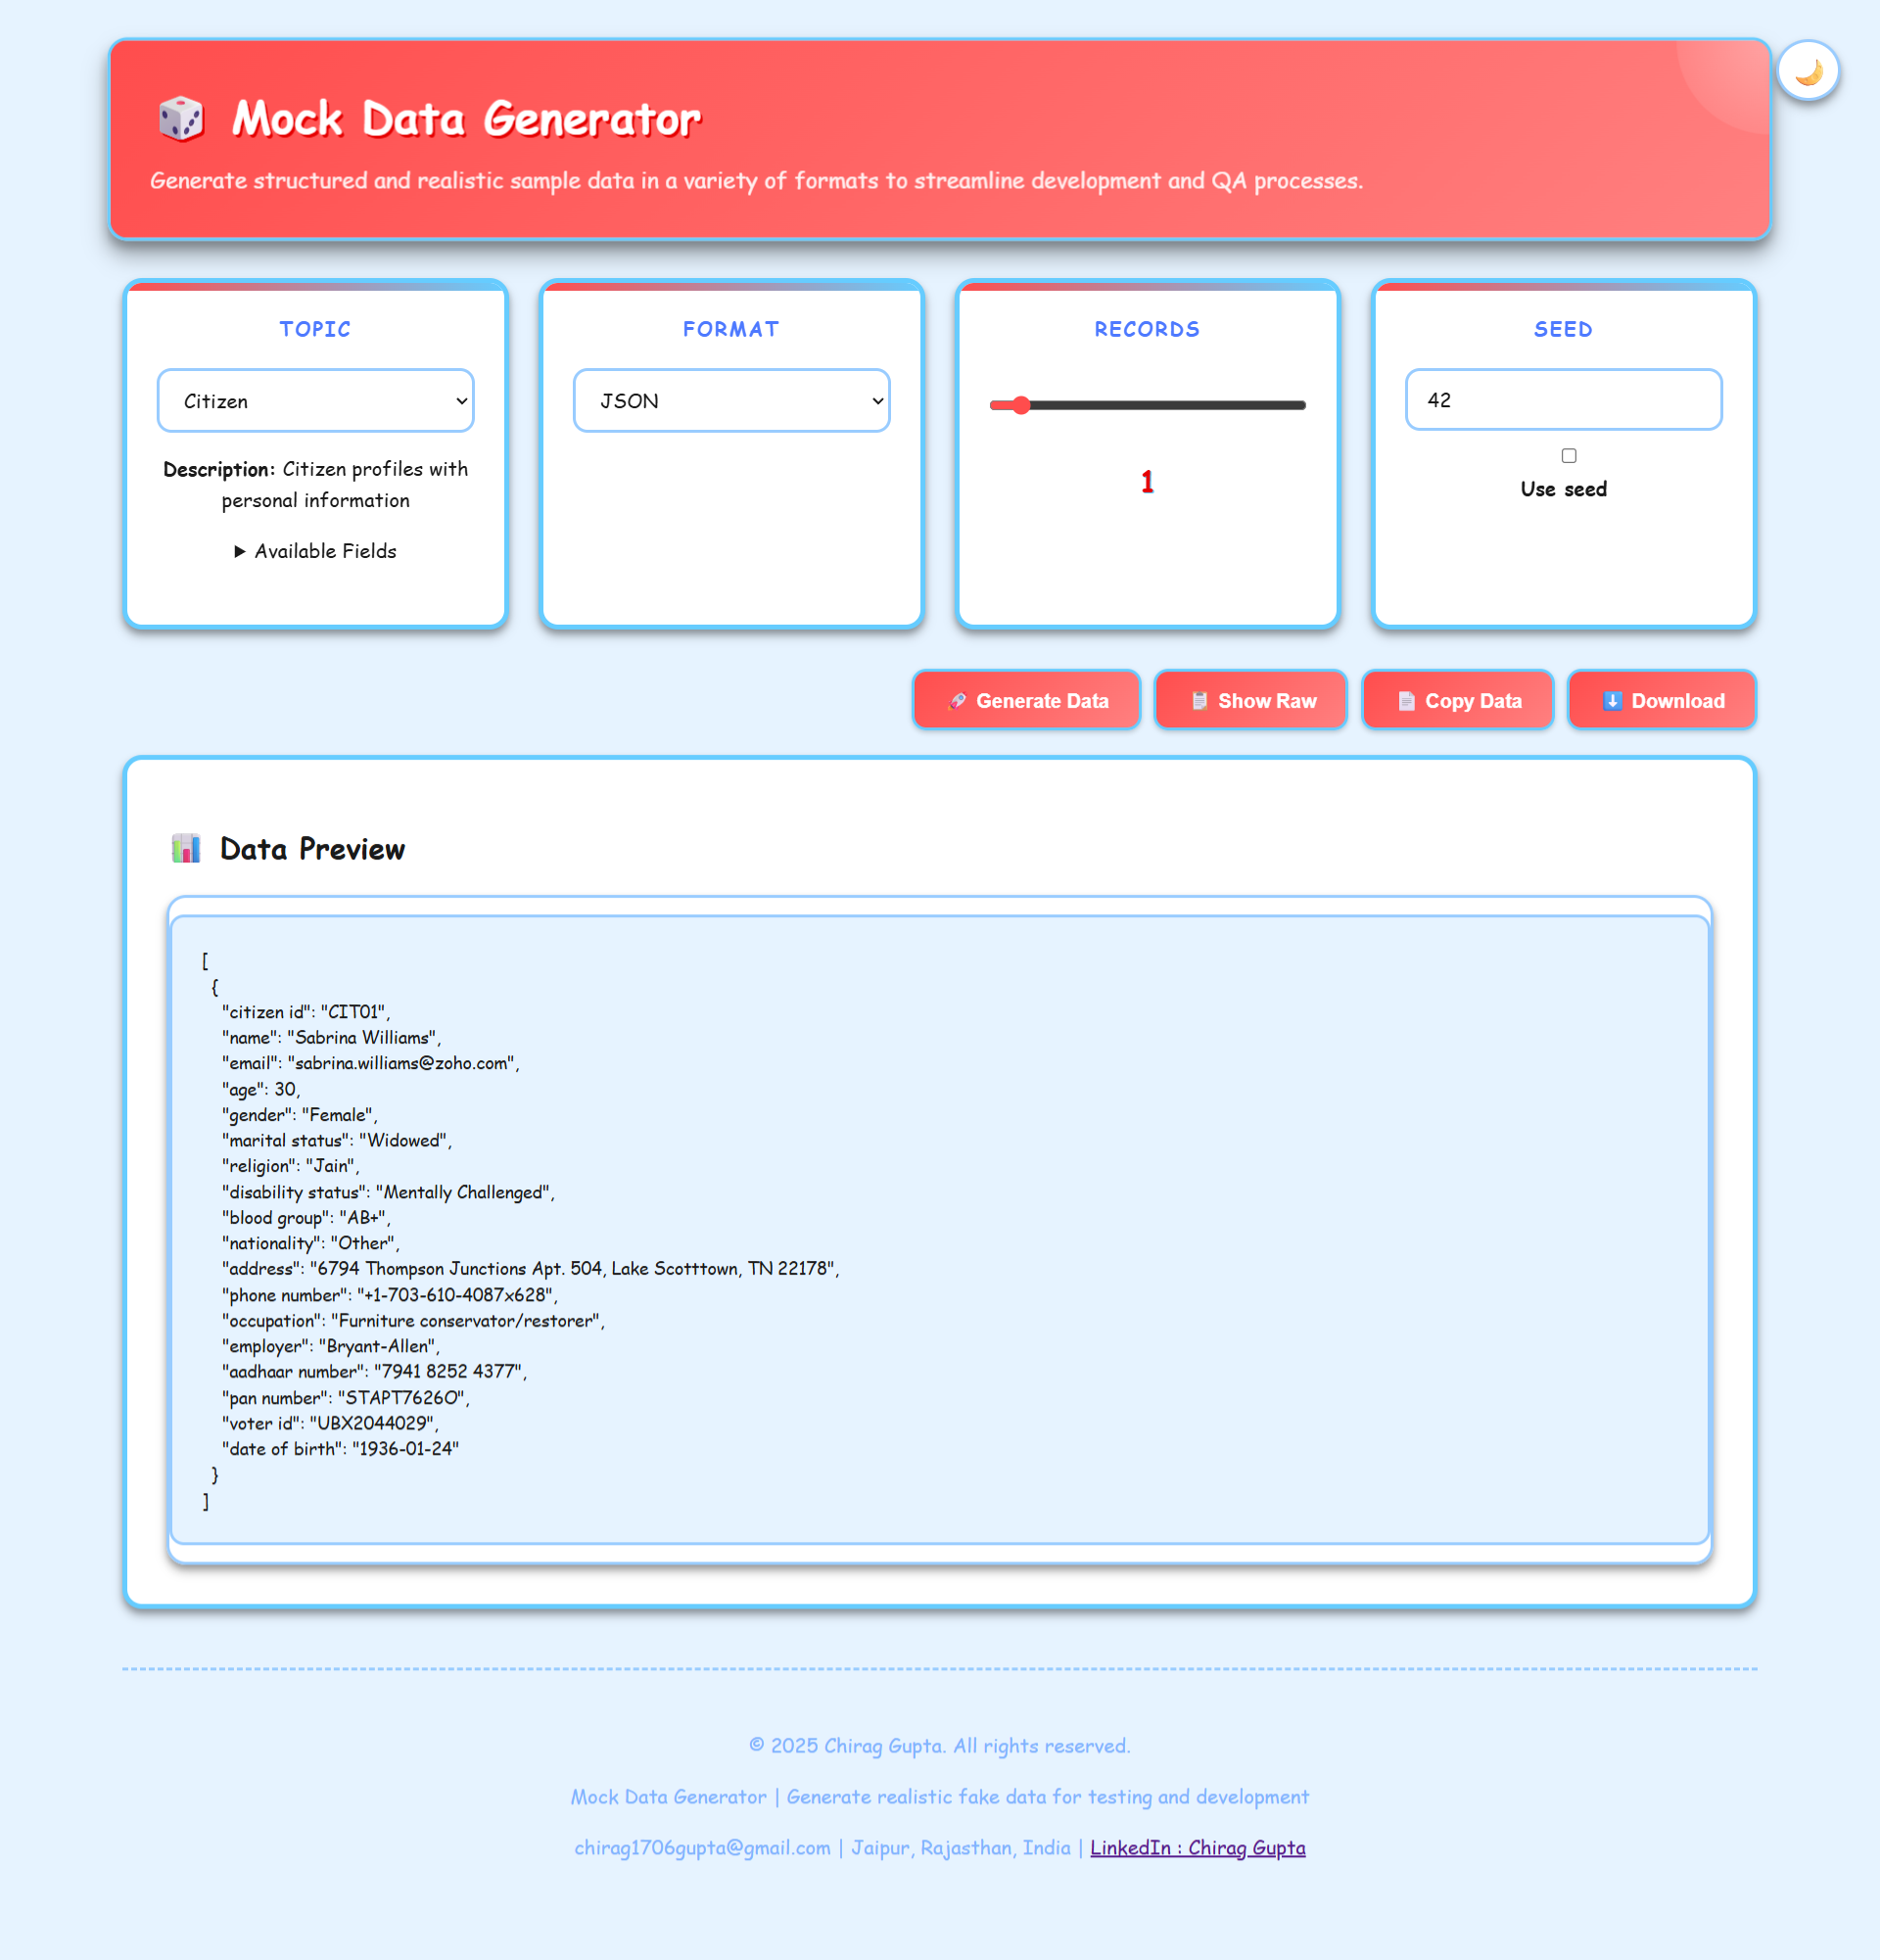 Mock Data Generator
Generate structured and realistic sample data in a variety of formats to streamline development and QA processes.
TOPIC
Citizen
Description: Citizen profiles with
personal information
▶ Available Fields
FORMAT
JSON
RECORDS
1
SEED
42
Use seed
Generate Data
Show Raw
Copy Data
Download
Data Preview
[
{
"citizen id": "CIT01",
"name": "Sabrina Williams",
"email": "sabrina.williams@zoho.com",
"age": 30,
"gender": "Female",
"marital status": "Widowed",
"religion": "Jain",
"disability status": "Mentally Challenged",
"blood group": "AB+",
"nationality": "Other",
"address": "6794 Thompson Junctions Apt. 504, Lake Scotttown, TN 22178",
"phone number": "+1-703-610-4087x628",
"occupation": "Furniture conservator/restorer",
"employer": "Bryant-Allen",
"aadhaar number": "7941 8252 4377",
"pan number": "STAPT7626O",
"voter id": "UBX2044029",
"date of birth": "1936-01-24"
}
]
© 2025 Chirag Gupta. All rights reserved.
Mock Data Generator | Generate realistic fake data for testing and development
chirag1706gupta@gmail.com | Jaipur, Rajasthan, India | LinkedIn : Chirag Gupta